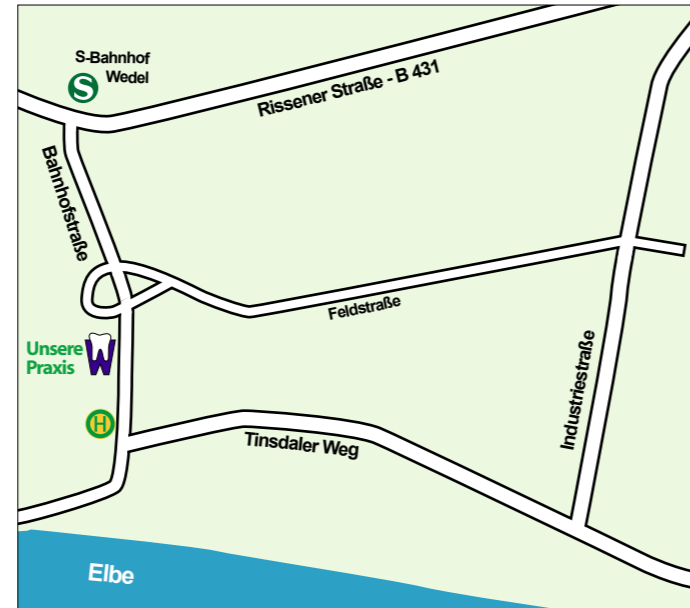 S-Bahnhof
Wedel
S
Rissener Straße - B 431
Bahnhofstraße
Feldstraße
Unsere
Praxis
W
Industriestraße
H
Tinsdaler Weg
Elbe